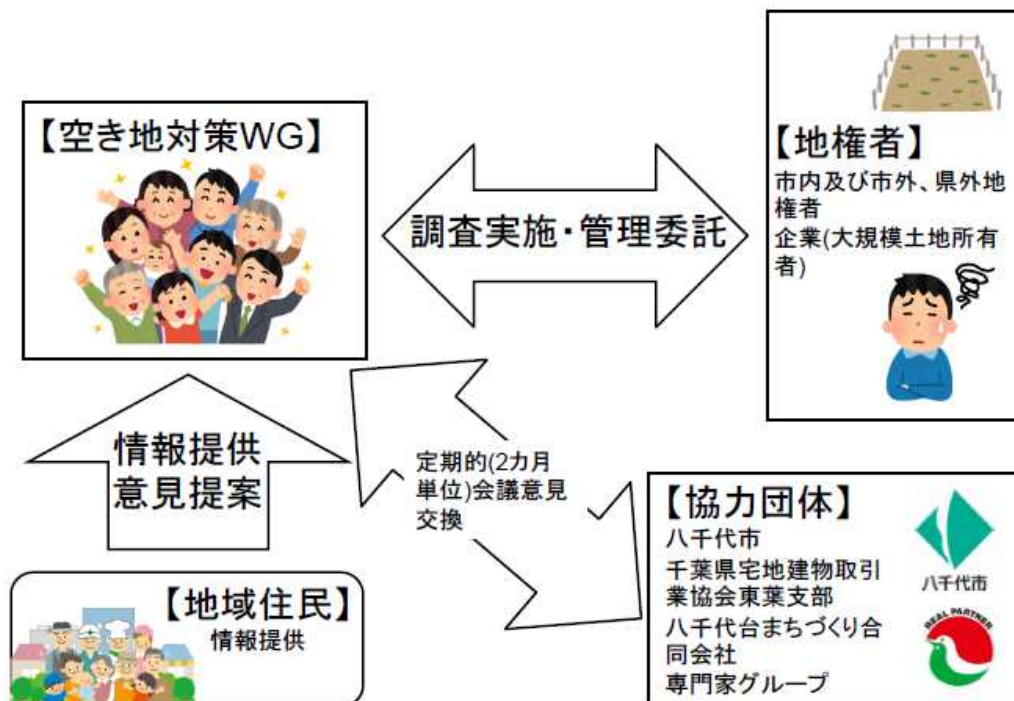 【空き地対策WG】
調査実施・管理委託
【地権者】
市内及び市外、県外地
権者
企業(大規模土地所有
者)
情報提供
意見提案
定期的(2カ月
単位)会議意見
交換
【地域住民】
情報提供
【協力団体】
八千代市
千葉県宅地建物取引
業協会東葉支部
八千代台まちづくり合
同会社
専門家グループ
八千代市
REAL PARTNER